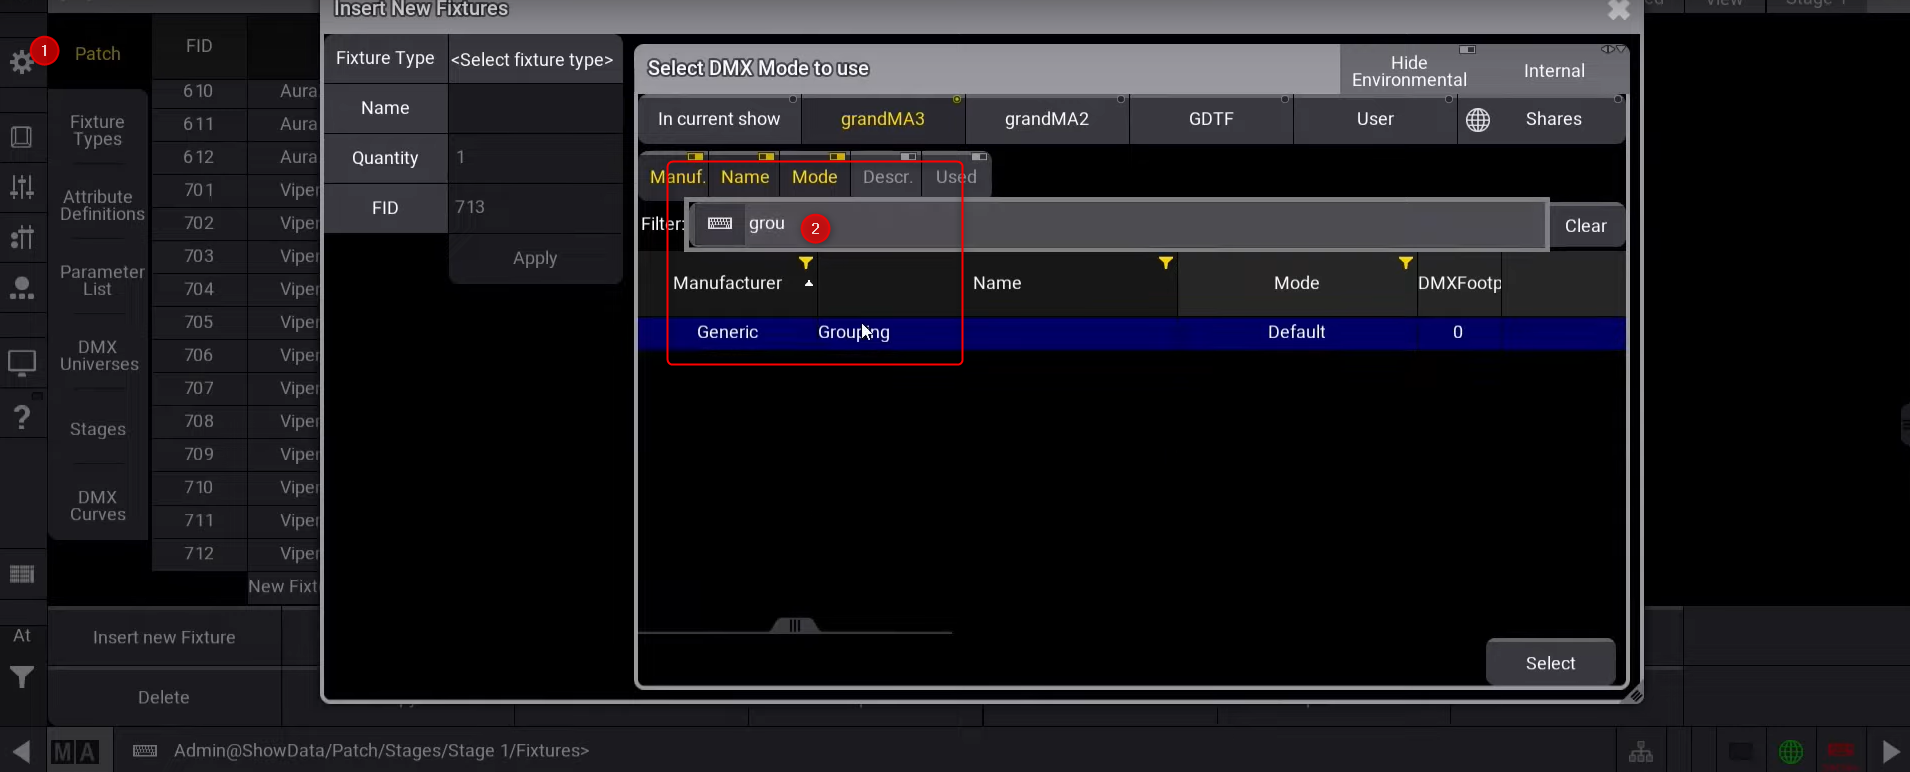 Insert New Fixtures
View
Stage 1
1
Patch
FID
Fixture Type
<Select fixture type>
Select DMX Mode to use
Hide
Environmental
Internal
610 Aura
611 Aura
612 Aura
701 Viper
702 Viper
703 Viper
704 Viper
705 Viper
706 Viper
707 Viper
708 Viper
709 Viper
710 Viper
711 Viper
712 Viper
New Fixt
Fixture
Types
Attribute
Definitions
Parameter
List
DMX
Universes
Stages
DMX
Curves
?
Name
Quantity 1
FID 713
Apply
In current show grandMA3 grandMA2 GDTF User Shares
Manuf. Name Mode Descr. Used
Filter: grou 2 Clear
Manufacturer Name Mode DMXFootp
Generic Grouping Default 0
Select
At
Insert new Fixture
Delete
MA
Admin@ShowData/Patch/Stages/Stage 1/Fixtures>